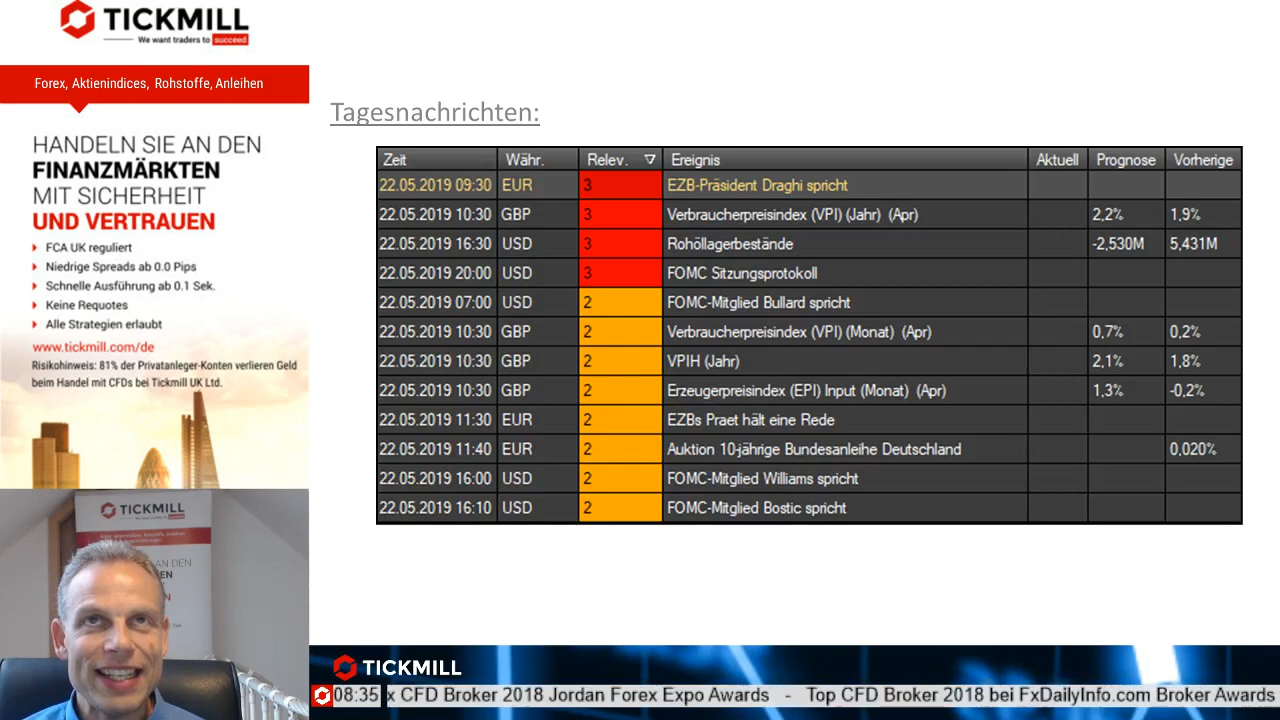 TICKMILL
We want traders to succeed
Forex, Aktienindices, Rohstoffe, Anleihen
HANDELN SIE AN DEN
FINANZMÄRKTEN
MIT SICHERHEIT
UND VERTRAUEN
FCA UK reguliert
Niedrige Spreads ab 0.0 Pips
Schnelle Ausführung ab 0.1 Sek.
Keine Requotes
Alle Strategien erlaubt
www.tickmill.com/de
Risikohinweis: 81% der Privatanleger-Konten verlieren Geld
beim Handel mit CFDs bei Tickmill UK Ltd.
Tagesnachrichten:
Zeit Währ. Relev. Ereignis Aktuell Prognose Vorherige
22.05.2019 09:30 EUR 3 EZB-Präsident Draghi spricht
22.05.2019 10:30 GBP 3 Verbraucherpreisindex (VPI) (Jahr) (Apr) 2,2% 1,9%
22.05.2019 16:30 USD 3 Rohöllagerbestände -2,530M 5,431M
22.05.2019 20:00 USD 3 FOMC Sitzungsprotokoll
22.05.2019 07:00 USD 2 FOMC-Mitglied Bullard spricht
22.05.2019 10:30 GBP 2 Verbraucherpreisindex (VPI) (Monat) (Apr) 0,7% 0,2%
22.05.2019 10:30 GBP 2 VPIH (Jahr) 2,1% 1,8%
22.05.2019 10:30 GBP 2 Erzeugerpreisindex (EPI) Input (Monat) (Apr) 1,3% -0,2%
22.05.2019 11:30 EUR 2 EZBs Praet hält eine Rede
22.05.2019 11:40 EUR 2 Auktion 10-jährige Bundesanleihe Deutschland 0,020%
22.05.2019 16:00 USD 2 FOMC-Mitglied Williams spricht
22.05.2019 16:10 USD 2 FOMC-Mitglied Bostic spricht
TICKMILL
AN DEN
TICKMILL
08:35 x CFD Broker 2018 Jordan Forex Expo Awards - Top CFD Broker 2018 bei FxDailyInfo.com Broker Awards